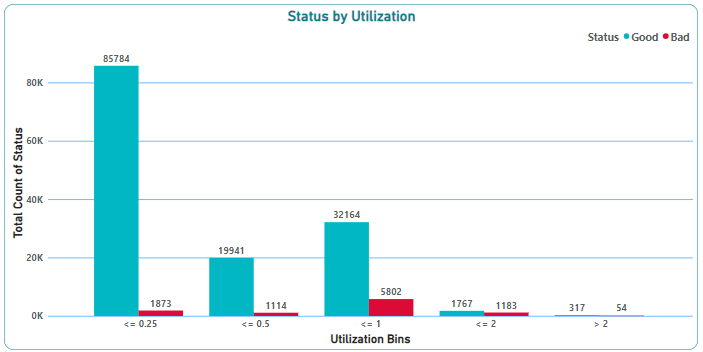 Status by Utilization
Status Good Bad
Total Count of Status
80K
60K
40K
20K
0K
85784
1873
19941
1114
32164
5802
1767
1183
317
54
<= 0.25
<= 0.5
<= 1
<= 2
> 2
Utilization Bins